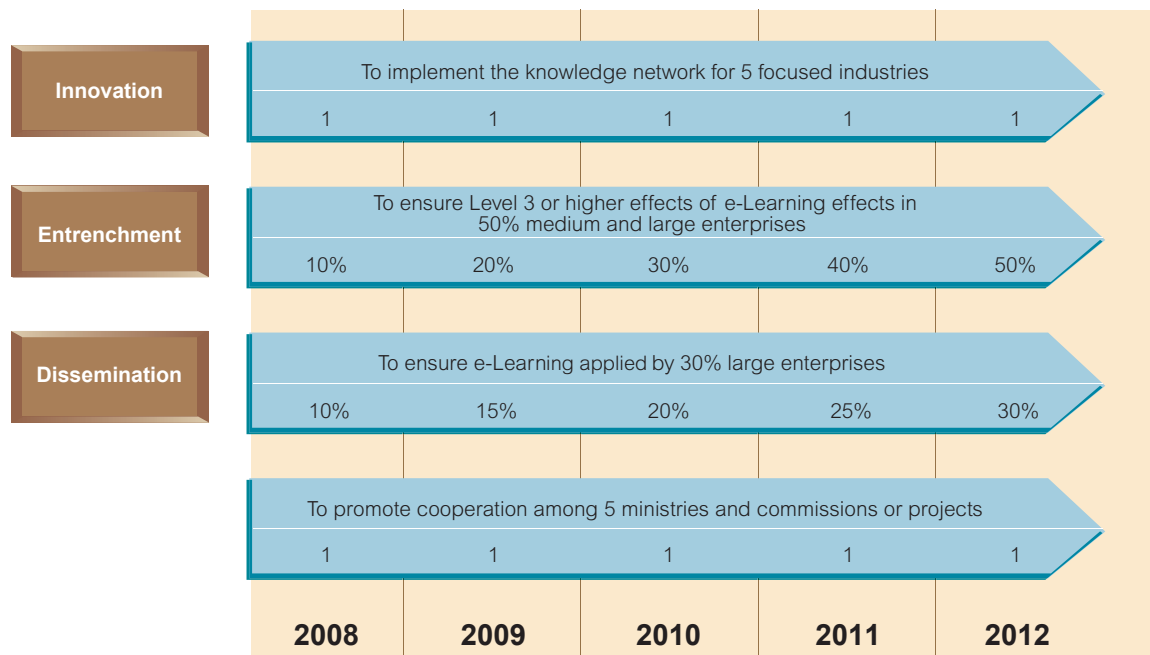 Innovation
To implement the knowledge network for 5 focused industries
1 1 1 1 1
Entrenchment
To ensure Level 3 or higher effects of e-Learning effects in
50% medium and large enterprises
10% 20% 30% 40% 50%
Dissemination
To ensure e-Learning applied by 30% large enterprises
10% 15% 20% 25% 30%
To promote cooperation among 5 ministries and commissions or projects
1 1 1 1 1
2008 2009 2010 2011 2012